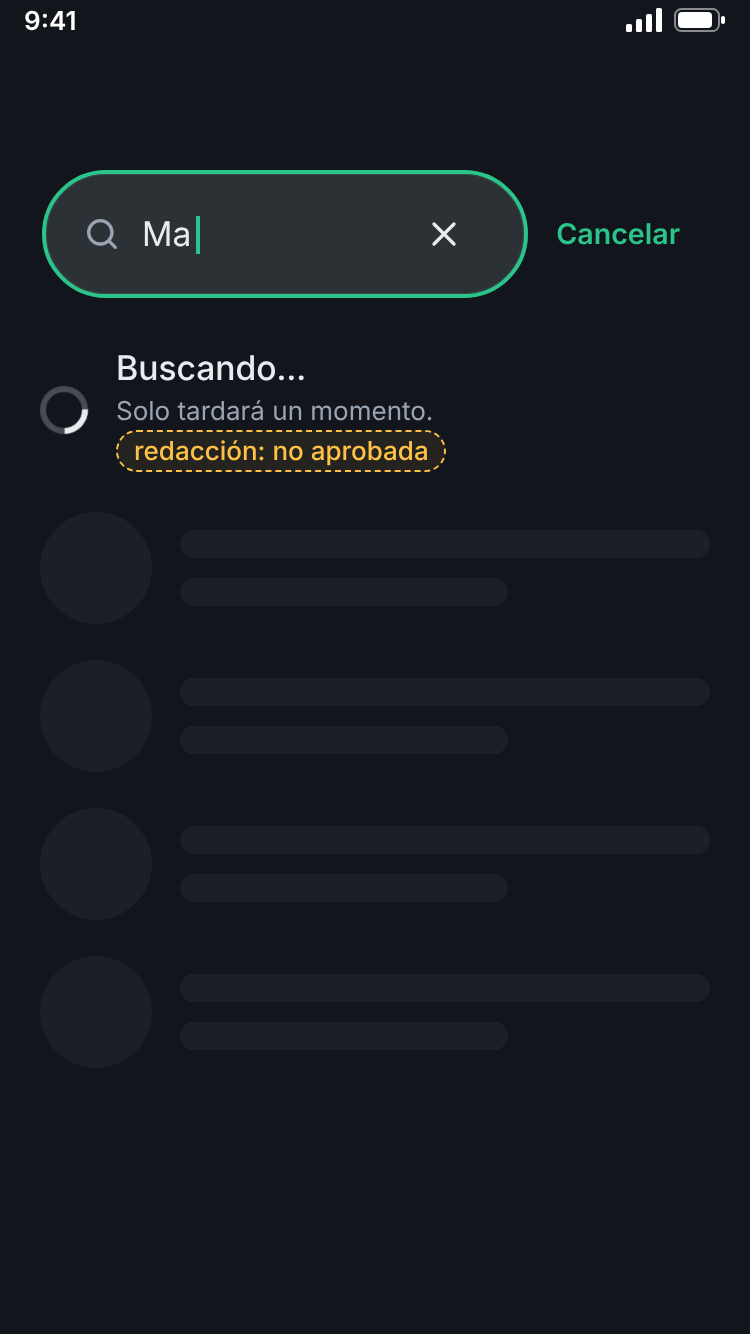 9:41
Ma
Cancelar
Buscando...
Solo tardará un momento.
redacción: no aprobada